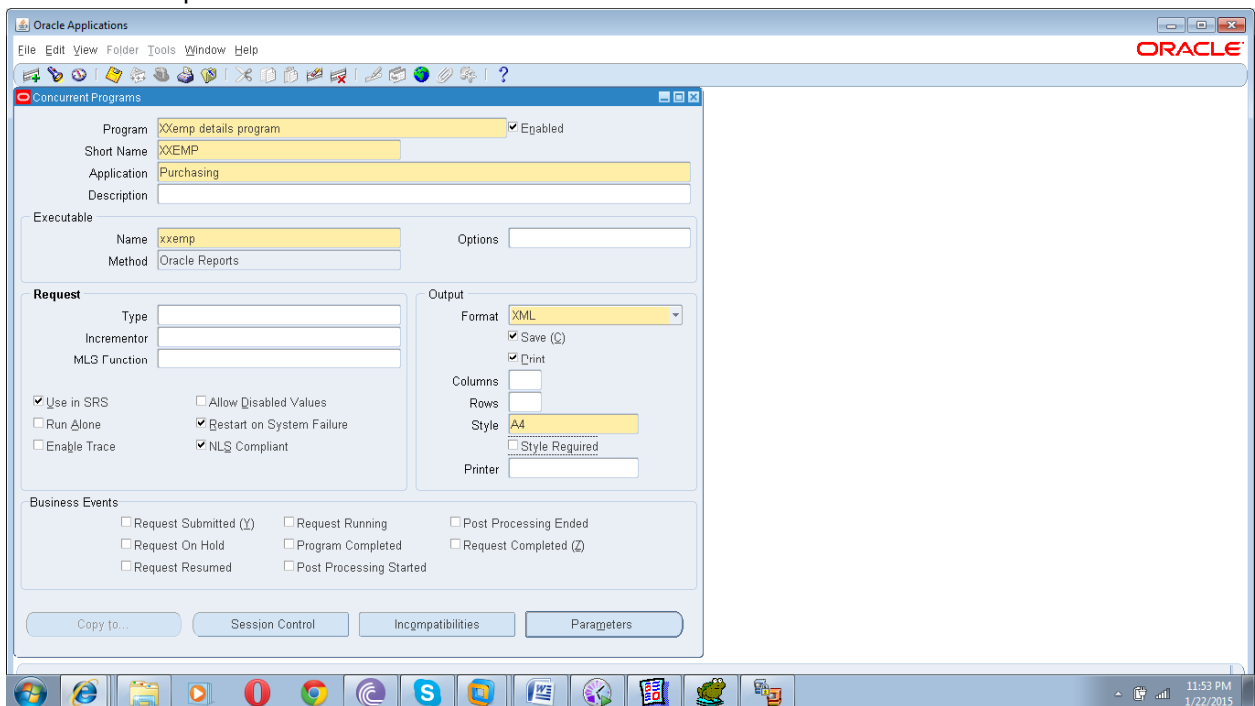 Oracle Applications
File Edit View Folder Tools Window Help
ORACLE
Concurrent Programs
Program XXemp details program Enabled
Short Name XXEMP
Application Purchasing
Description
Executable
Name xxemp Options
Method Oracle Reports
Request Output
Type Format XML
Incrementor Save (C)
MLS Function Print
Columns
Use in SRS Allow Disabled Values Rows
Run Alone Restart on System Failure Style A4
Enable Trace NLS Compliant Style Required
Printer
Business Events
Request Submitted (Y) Request Running Post Processing Ended
Request On Hold Program Completed Request Completed (Z)
Request Resumed Post Processing Started
Copy to... Session Control Incompatibilities Parameters
11:53 PM
1/22/2015